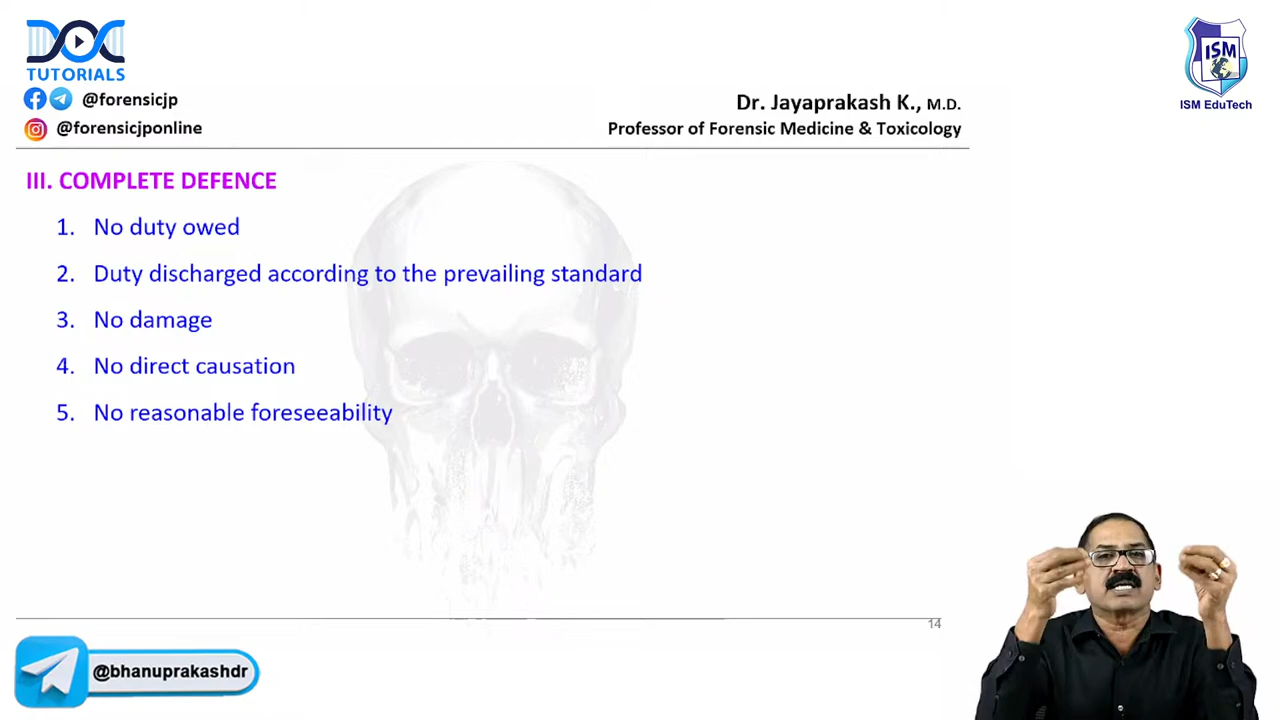 DOC
TUTORIALS
@forensicjp
@forensicjponline
Dr. Jayaprakash K., M.D.
Professor of Forensic Medicine & Toxicology
ISM
ISM EduTech
III. COMPLETE DEFENCE
1. No duty owed
2. Duty discharged according to the prevailing standard
3. No damage
4. No direct causation
5. No reasonable foreseeability
14
@bhanuprakashdr